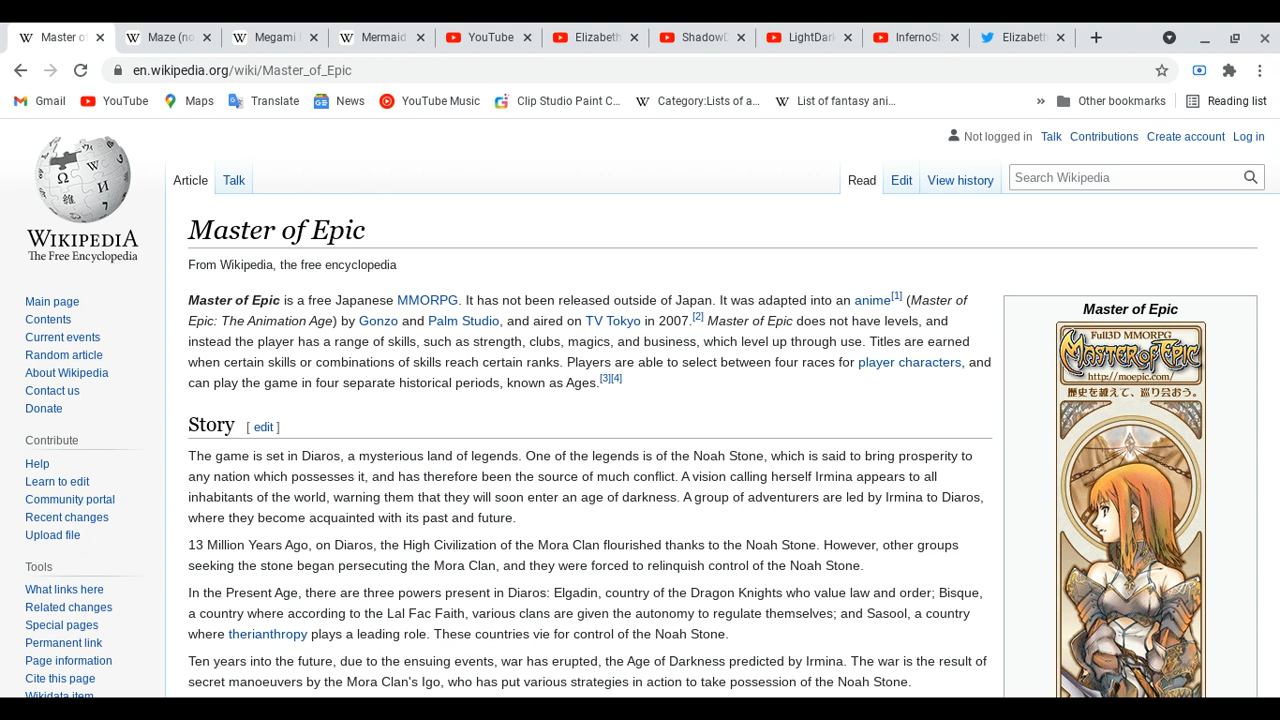 Master of
Maze (no
Megami
Mermaid
YouTube
Elizabeth
ShadowD
LightDark
InfernoSh
Elizabeth
en.wikipedia.org/wiki/Master_of_Epic
Gmail YouTube Maps Translate News YouTube Music Clip Studio Paint C... Category:Lists of a... List of fantasy ani... » Other bookmarks Reading list
Not logged in Talk Contributions Create account Log in
Article Talk Read Edit View history Search Wikipedia
WIKIPEDIA
The Free Encyclopedia
Main page
Contents
Current events
Random article
About Wikipedia
Contact us
Donate
Contribute
Help
Learn to edit
Community portal
Recent changes
Upload file
Tools
What links here
Related changes
Special pages
Permanent link
Page information
Cite this page
Wikidata item
Master of Epic
From Wikipedia, the free encyclopedia
Master of Epic is a free Japanese MMORPG. It has not been released outside of Japan. It was adapted into an anime[1] (Master of
Epic: The Animation Age) by Gonzo and Palm Studio, and aired on TV Tokyo in 2007.[2] Master of Epic does not have levels, and
instead the player has a range of skills, such as strength, clubs, magics, and business, which level up through use. Titles are earned
when certain skills or combinations of skills reach certain ranks. Players are able to select between four races for player characters, and
can play the game in four separate historical periods, known as Ages.[3][4]
Story [ edit ]
The game is set in Diaros, a mysterious land of legends. One of the legends is of the Noah Stone, which is said to bring prosperity to
any nation which possesses it, and has therefore been the source of much conflict. A vision calling herself Irmina appears to all
inhabitants of the world, warning them that they will soon enter an age of darkness. A group of adventurers are led by Irmina to Diaros,
where they become acquainted with its past and future.
13 Million Years Ago, on Diaros, the High Civilization of the Mora Clan flourished thanks to the Noah Stone. However, other groups
seeking the stone began persecuting the Mora Clan, and they were forced to relinquish control of the Noah Stone.
In the Present Age, there are three powers present in Diaros: Elgadin, country of the Dragon Knights who value law and order; Bisque,
a country where according to the Lal Fac Faith, various clans are given the autonomy to regulate themselves; and Sasool, a country
where therianthropy plays a leading role. These countries vie for control of the Noah Stone.
Ten years into the future, due to the ensuing events, war has erupted, the Age of Darkness predicted by Irmina. The war is the result of
secret manoeuvers by the Mora Clan's Igo, who has put various strategies in action to take possession of the Noah Stone.
Master of Epic
Full3D MMORPG
MASTER OF EPIC
http://moepic.com/
歴史を越えて、巡り会おう。